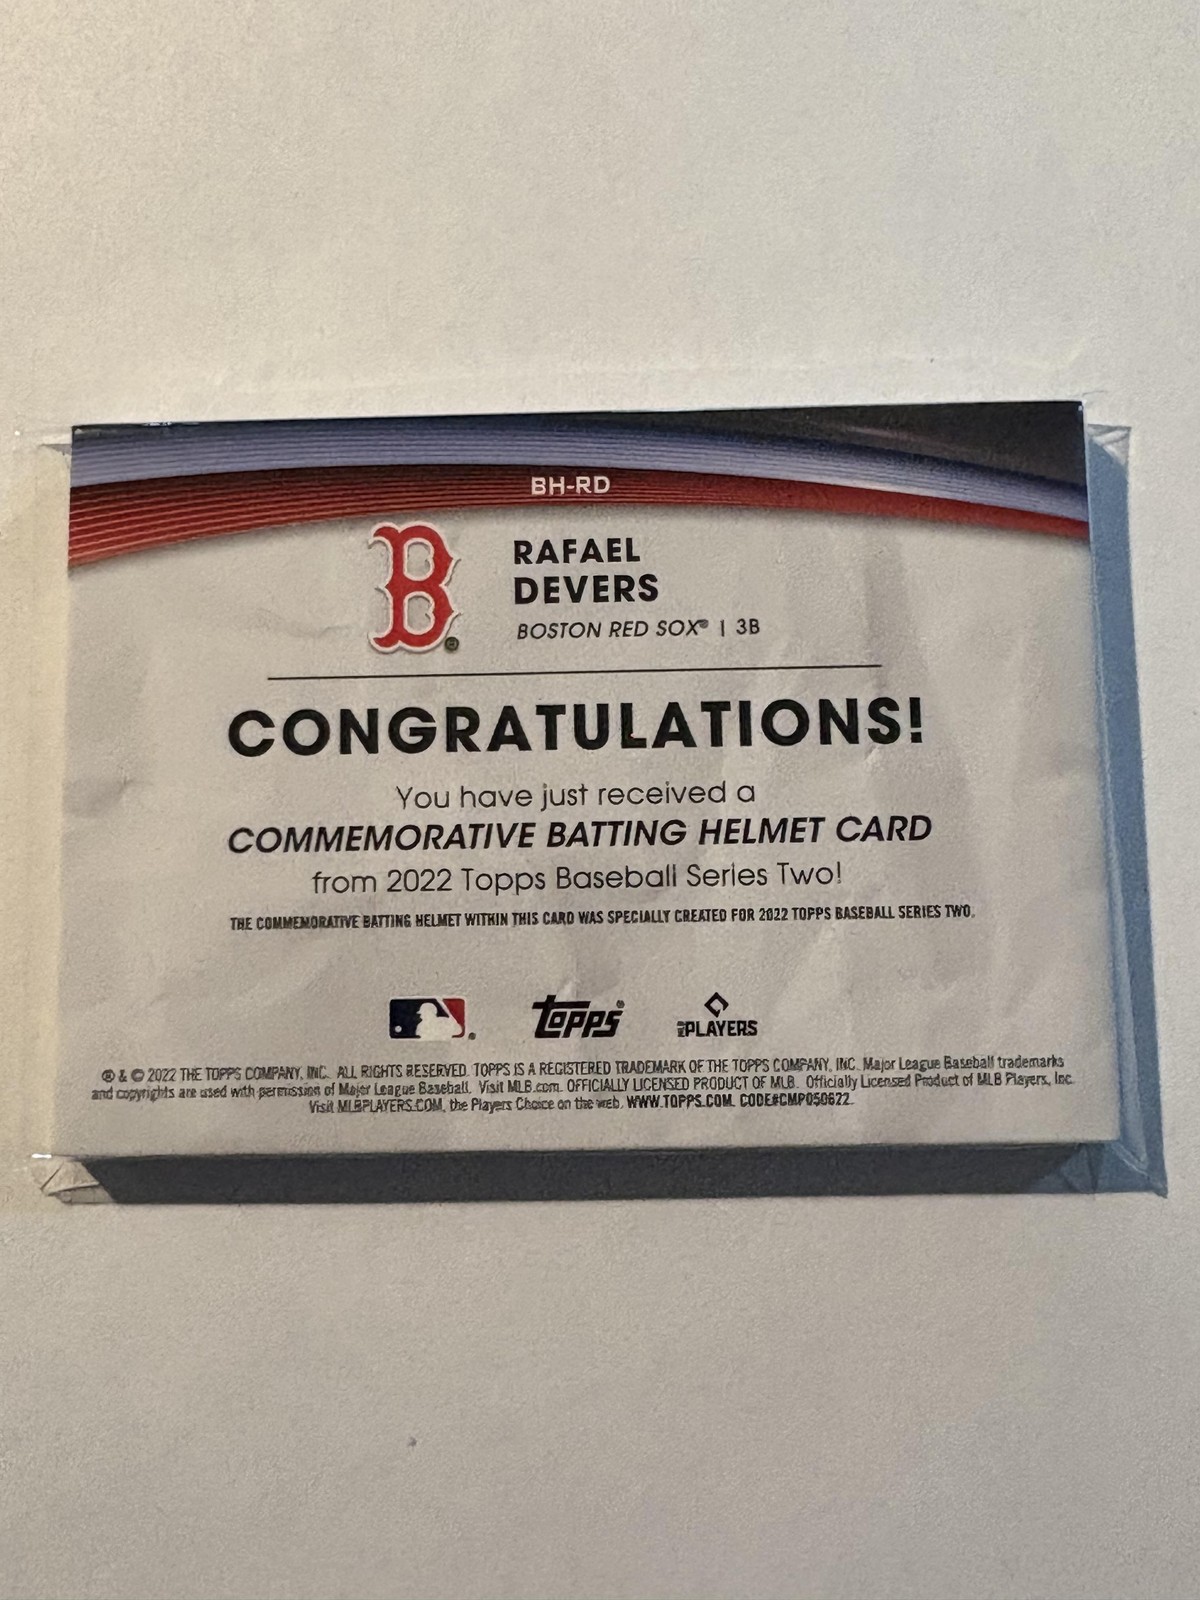 BH-RD
B
RAFAEL
DEVERS
BOSTON RED SOX® | 3B
CONGRATULATIONS!
You have just received a
COMMEMORATIVE BATTING HELMET CARD
from 2022 Topps Baseball Series Two!
THE COMMEMORATIVE BATTING HELMET WITHIN THIS CARD WAS SPECIALLY CREATED FOR 2022 TOPPS BASEBALL SERIES TWO.
Topps® MLB PLAYERS
® & © 2022 THE TOPPS COMPANY, INC. ALL RIGHTS RESERVED. TOPPS IS A REGISTERED TRADEMARK OF THE TOPPS COMPANY, INC. Major League Baseball trademarks
and copyrights are used with permission of Major League Baseball. Visit MLB.com. OFFICIALLY LICENSED PRODUCT OF MLB. Officially Licensed Product of MLB Players, Inc.
Visit MLBPLAYERS.COM, the Players Choice on the web. WWW.TOPPS.COM. CODE#CMP050622.